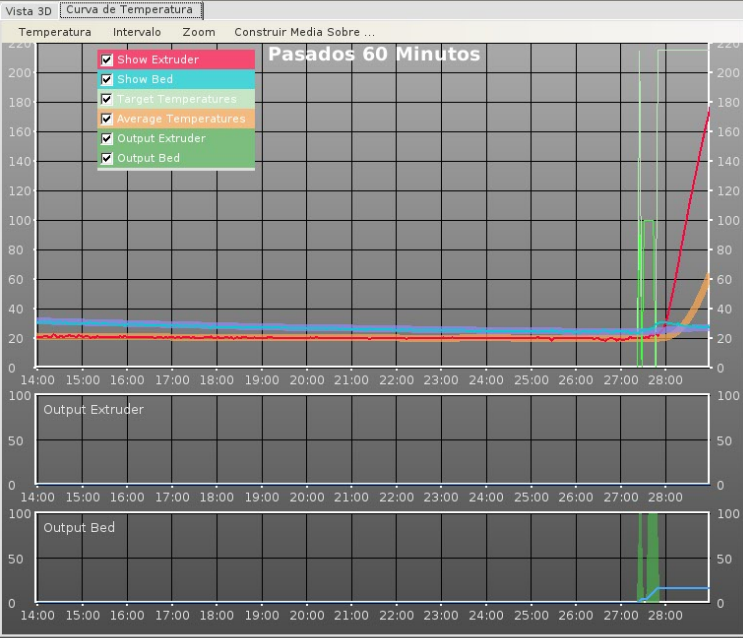 Vista 3D Curva de Temperatura
Temperatura Intervalo Zoom Construir Media Sobre ...
Pasados 60 Minutos
Show Extruder
Show Bed
Target Temperatures
Average Temperatures
Output Extruder
Output Bed
220 220
200 200
180 180
160 160
140 140
120 120
100 100
80 80
60 60
40 40
20 20
0 0
14:00 15:00 16:00 17:00 18:00 19:00 20:00 21:00 22:00 23:00 24:00 25:00 26:00 27:00 28:00
100 100
Output Extruder
50 50
0 0
14:00 15:00 16:00 17:00 18:00 19:00 20:00 21:00 22:00 23:00 24:00 25:00 26:00 27:00 28:00
100 100
Output Bed
50 50
0 0
14:00 15:00 16:00 17:00 18:00 19:00 20:00 21:00 22:00 23:00 24:00 25:00 26:00 27:00 28:00